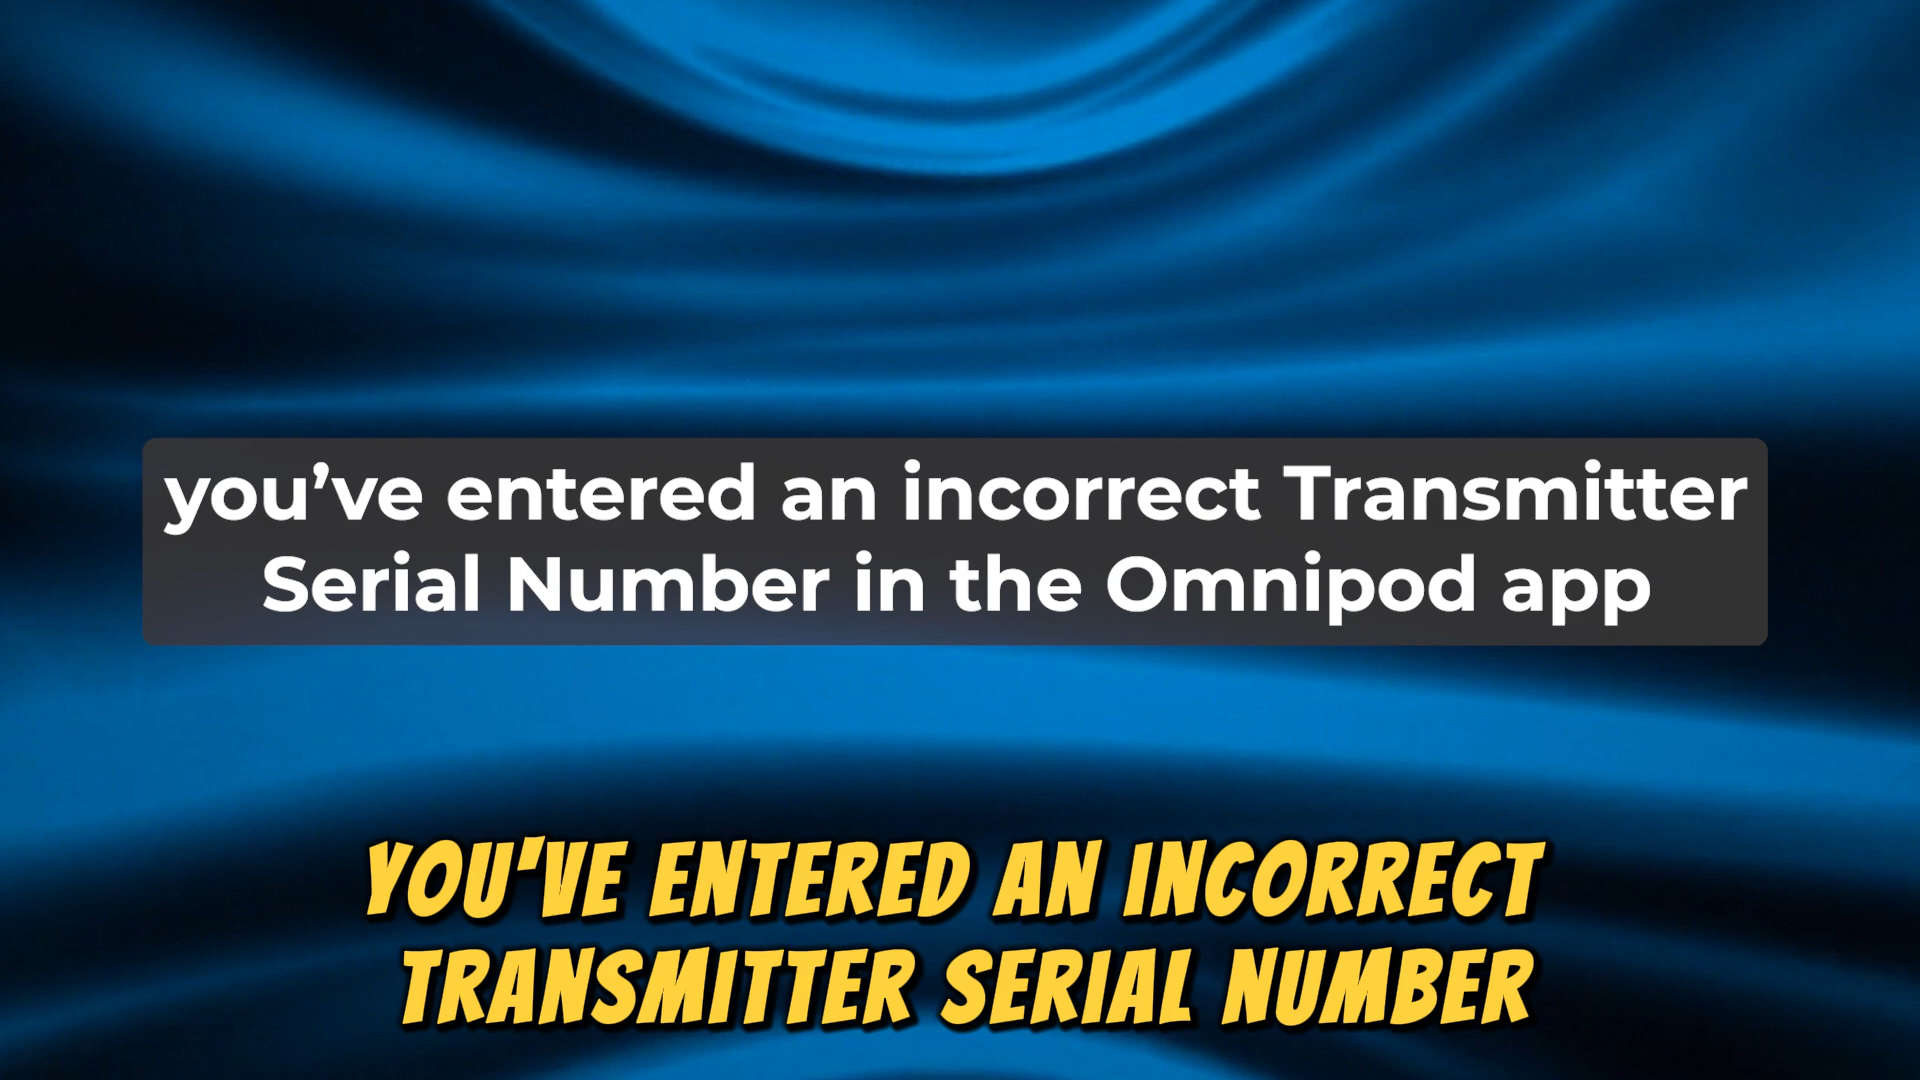 you’ve entered an incorrect Transmitter
Serial Number in the Omnipod app
YOU'VE ENTERED AN INCORRECT
TRANSMITTER SERIAL NUMBER